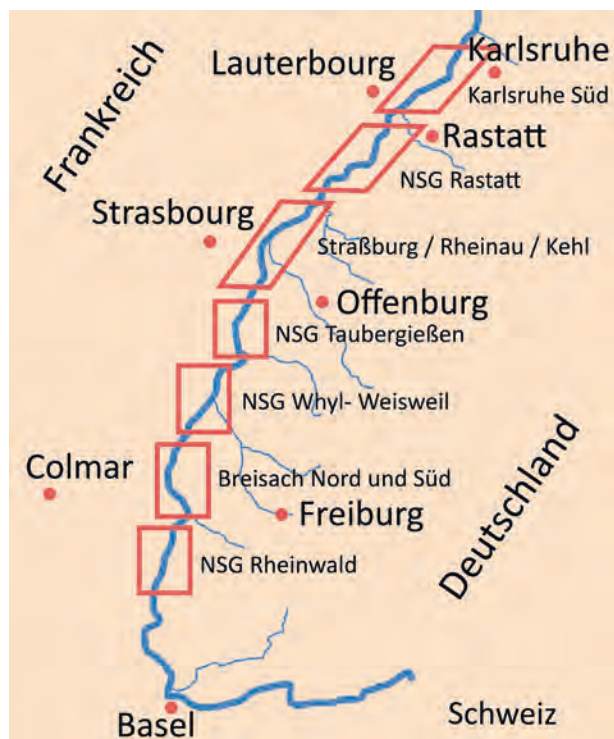 Frankreich
Karlsruhe
Lauterbourg
Karlsruhe Süd
Rastatt
NSG Rastatt
Strasbourg
Straßburg / Rheinau / Kehl
Offenburg
NSG Taubergießen
NSG Whyl- Weisweil
Colmar
Breisach Nord und Süd
Freiburg
Deutschland
NSG Rheinwald
Schweiz
Basel